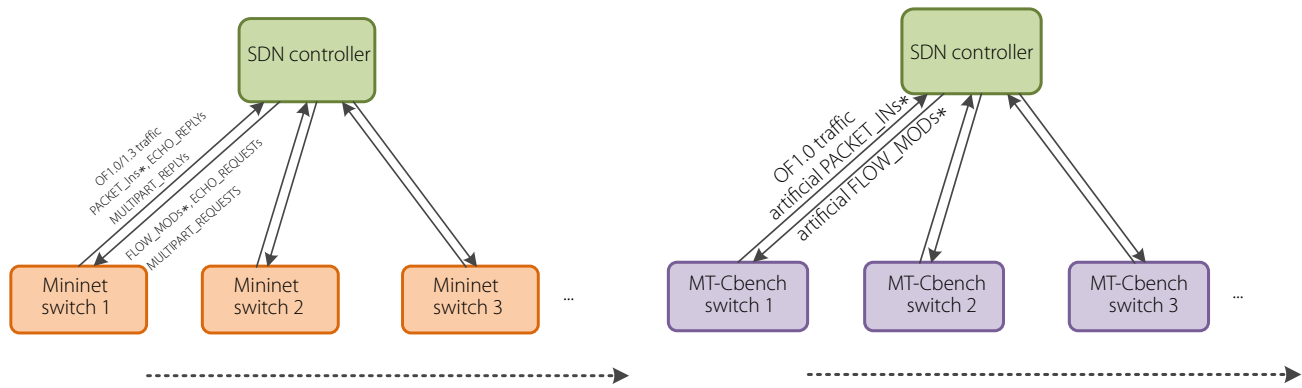 SDN controller
OF1.0/1.3 traffic
PACKET_Ins*, ECHO_REPLYs
MULTIPART_REPLYs
FLOW_MODs*, ECHO_REQUESTs
MULTIPART_REQUESTS
Mininet
switch 1
Mininet
switch 2
Mininet
switch 3
...
SDN controller
OF1.0 traffic
artificial PACKET_INs*
artificial FLOW_MODs*
MT-Cbench
switch 1
MT-Cbench
switch 2
MT-Cbench
switch 3
...